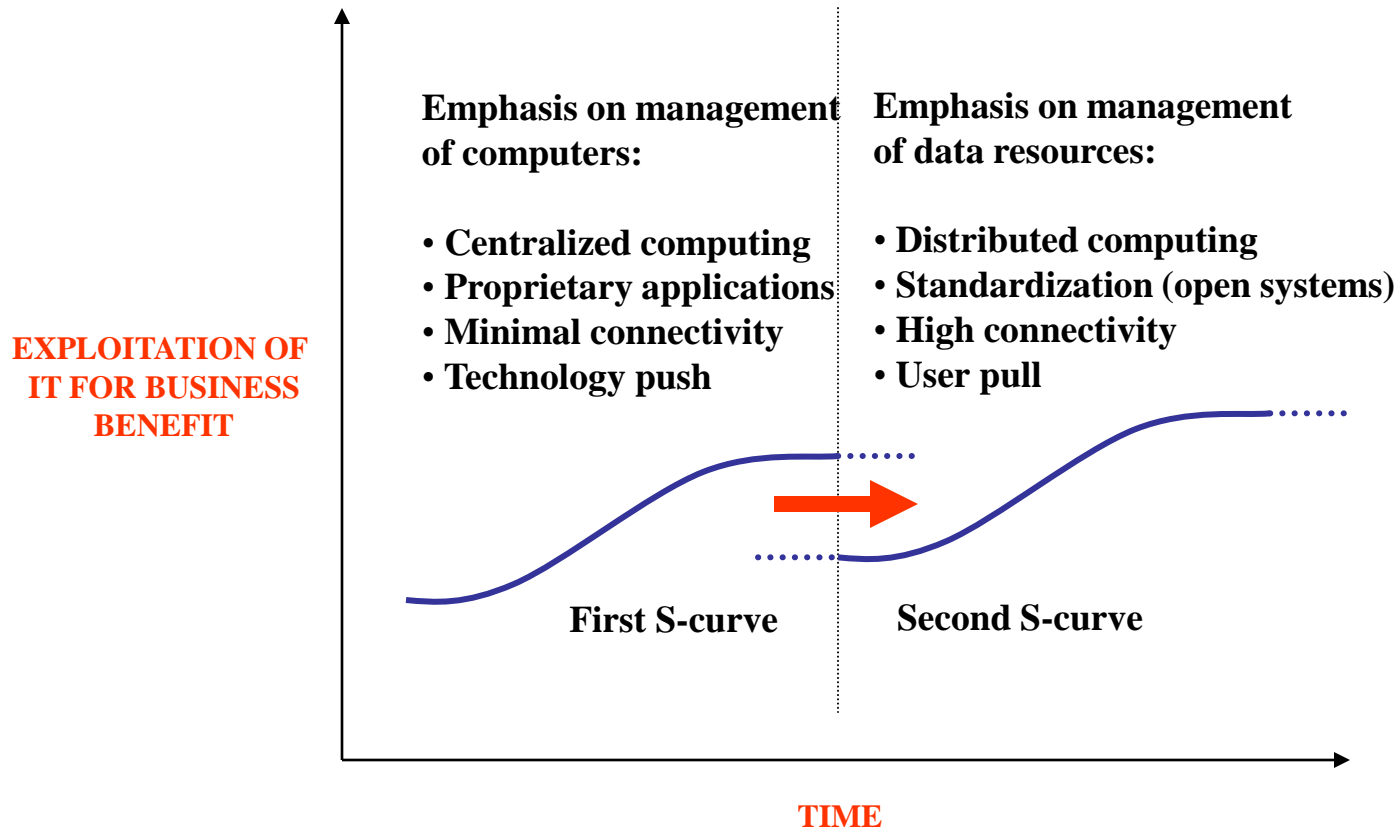 Emphasis on management
of computers:
• Centralized computing
• Proprietary applications
• Minimal connectivity
• Technology push
Emphasis on management
of data resources:
• Distributed computing
• Standardization (open systems)
• High connectivity
• User pull
EXPLOITATION OF
IT FOR BUSINESS
BENEFIT
First S-curve
Second S-curve
TIME